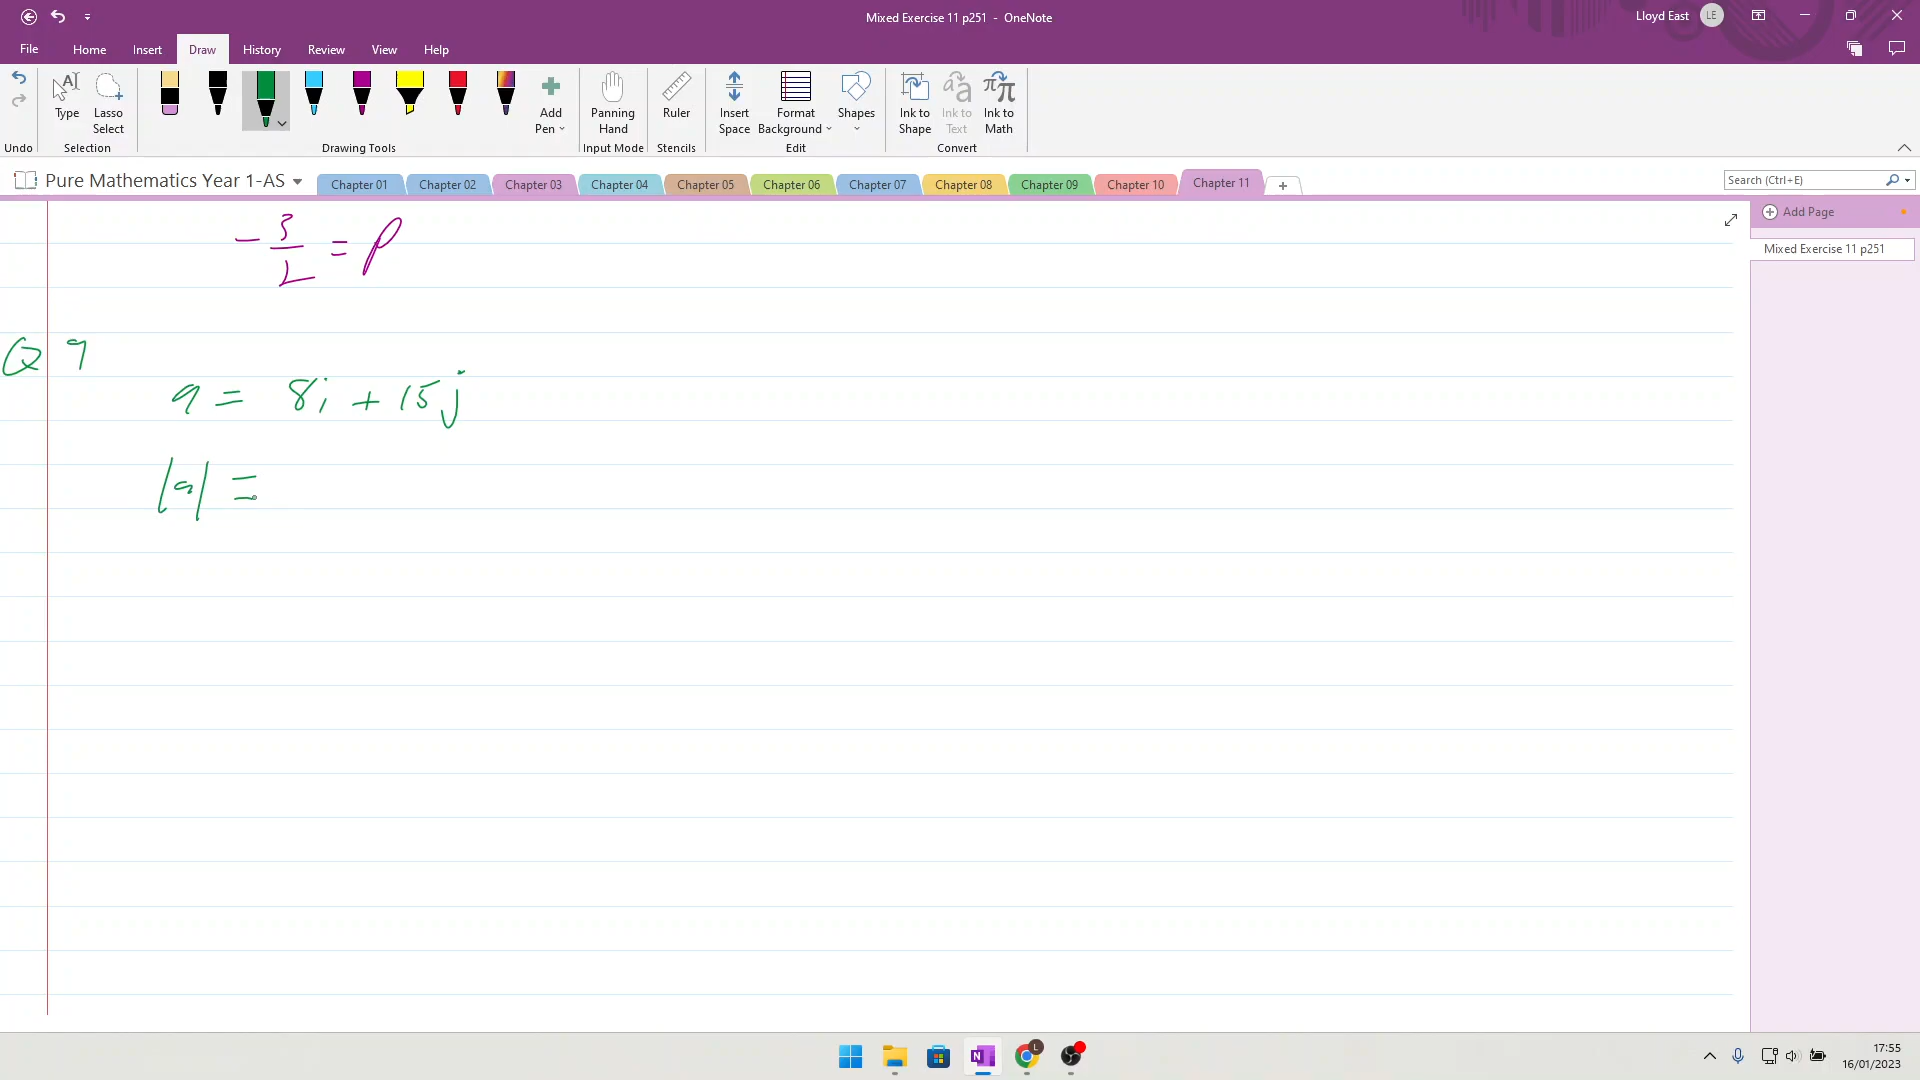 Mixed Exercise 11 p251 - OneNote
Lloyd East LE
File Home Insert Draw History Review View Help
Type Lasso Select Add Pen Panning Hand Ruler Insert Space Format Background Shapes Ink to Shape Ink to Text Ink to Math
Undo Selection Drawing Tools Input Mode Stencils Edit Convert
Pure Mathematics Year 1-AS Chapter 01 Chapter 02 Chapter 03 Chapter 04 Chapter 05 Chapter 06 Chapter 07 Chapter 08 Chapter 09 Chapter 10 Chapter 11 Search (Ctrl+E)
Add Page
Mixed Exercise 11 p251
-3/2 = p
Q 9
a = 8i + 15j
|a| =
17:55
16/01/2023